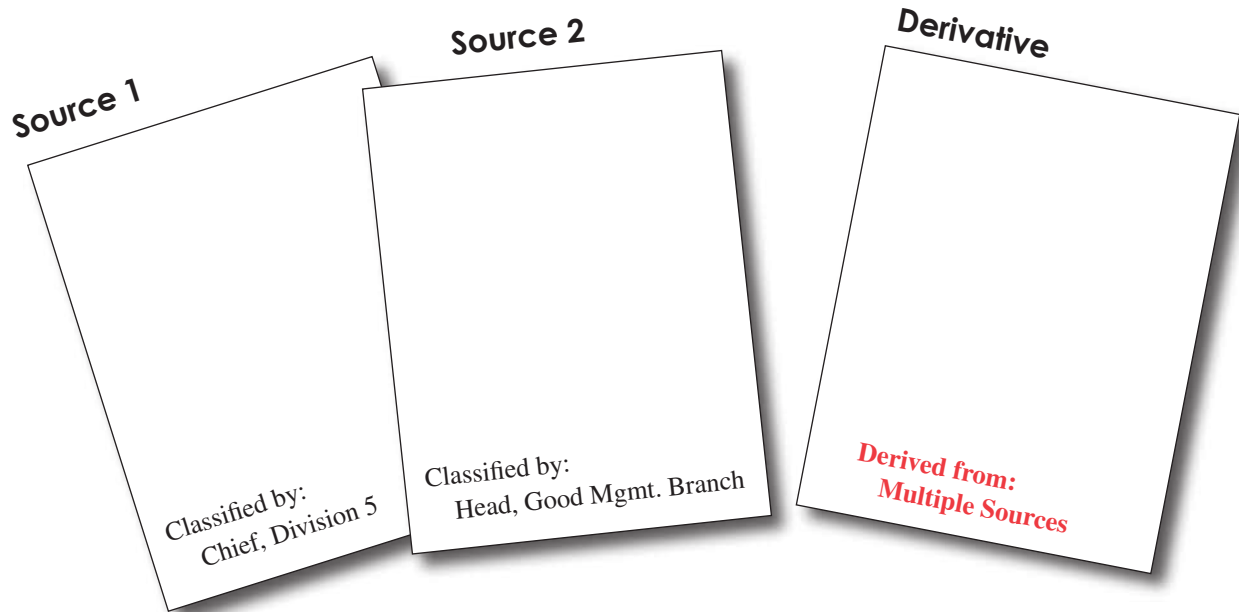 Source 1
Classified by:
Chief, Division 5
Source 2
Classified by:
Head, Good Mgmt. Branch
Derivative
Derived from:
Multiple Sources